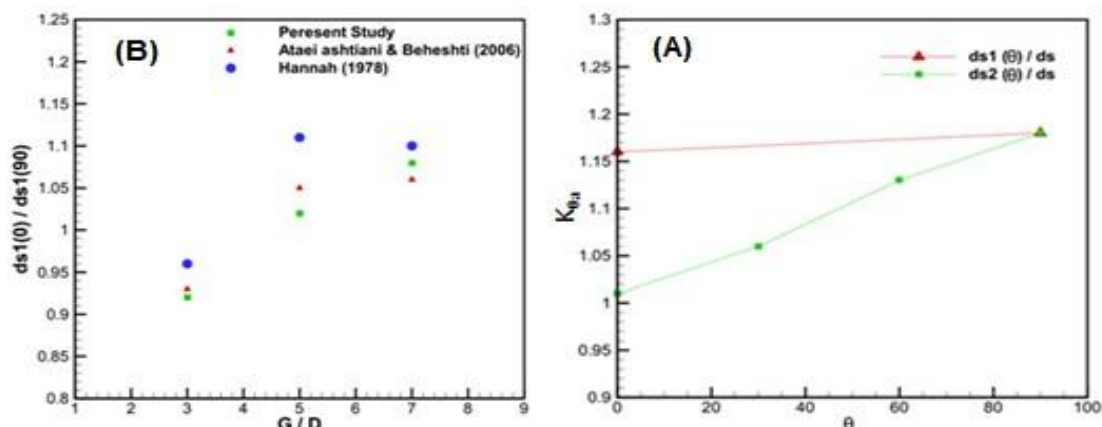 (B)
Peresent Study
Ataei ashtiani & Beheshti (2006)
Hannah (1978)
1.25
1.2
1.15
1.1
1.05
1
0.95
0.9
0.85
0.8
ds1(0) / ds1(90)
1 2 3 4 5 6 7 8 9
G / D
(A)
ds1 (θ) / ds
ds2 (θ) / ds
1.3
1.25
1.2
1.15
1.1
1.05
1
0.95
0.9
Kθa
0 20 40 60 80 100
θ